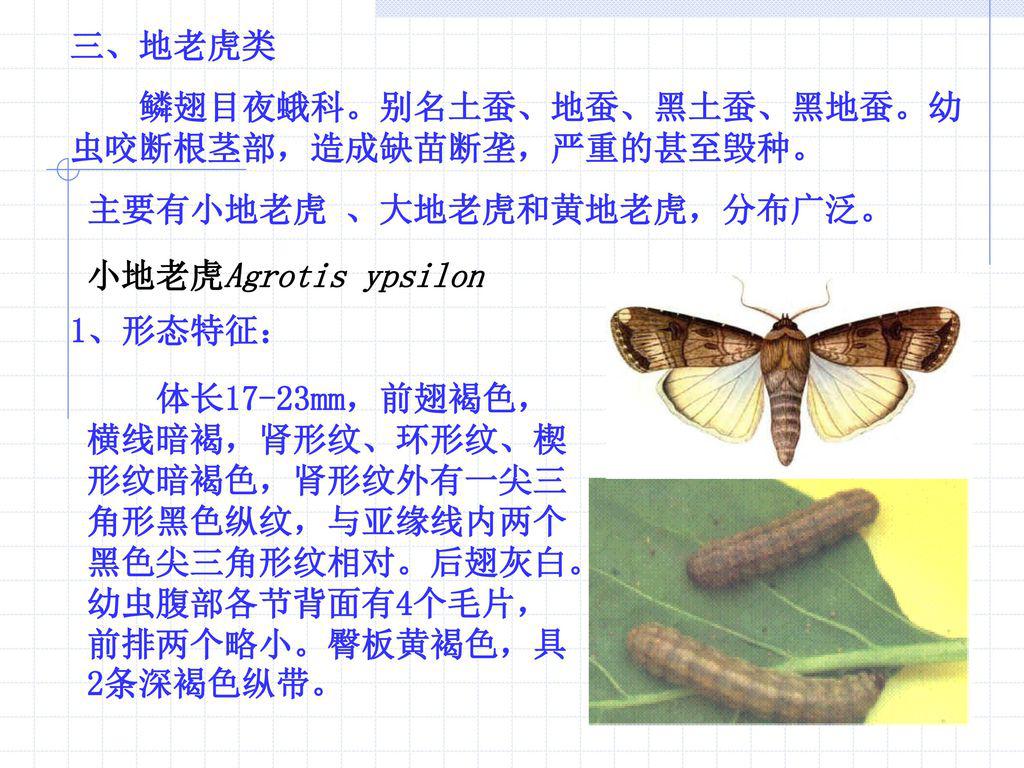 三、地老虎类
鳞翅目夜蛾科。别名土蚕、地蚕、黑土蚕、黑地蚕。幼
虫咬断根茎部，造成缺苗断垄，严重的甚至毁种。
主要有小地老虎 、大地老虎和黄地老虎，分布广泛。
小地老虎Agrotis ypsilon
1、形态特征：
体长17-23mm，前翅褐色，
横线暗褐，肾形纹、环形纹、楔
形纹暗褐色，肾形纹外有一尖三
角形黑色纵纹，与亚缘线内两个
黑色尖三角形纹相对。后翅灰白。
幼虫腹部各节背面有4个毛片，
前排两个略小。臀板黄褐色，具
2条深褐色纵带。